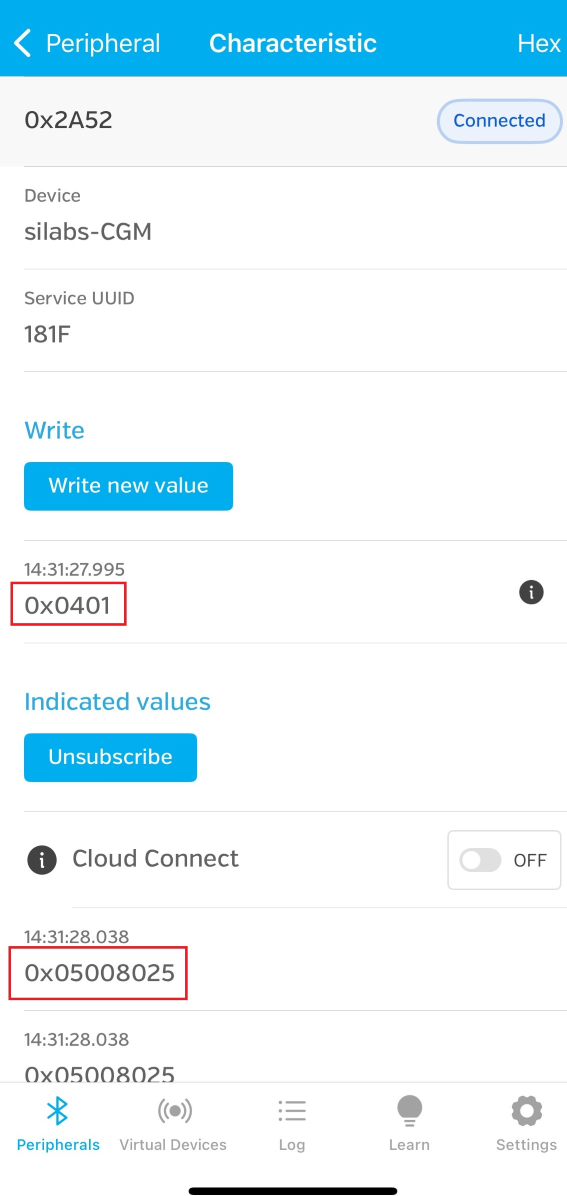 Peripheral Characteristic Hex
0x2A52 Connected
Device
silabs-CGM
Service UUID
181F
Write
Write new value
14:31:27.995
0x0401
Indicated values
Unsubscribe
Cloud Connect OFF
14:31:28.038
0x05008025
14:31:28.038
0x05008025
Peripherals Virtual Devices Log Learn Settings